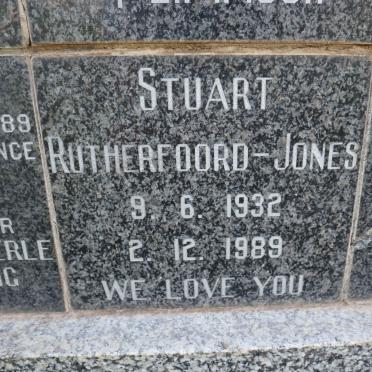 STUART
RUTHERFOORD-JONES
9. 6. 1932
2. 12. 1989
WE LOVE YOU